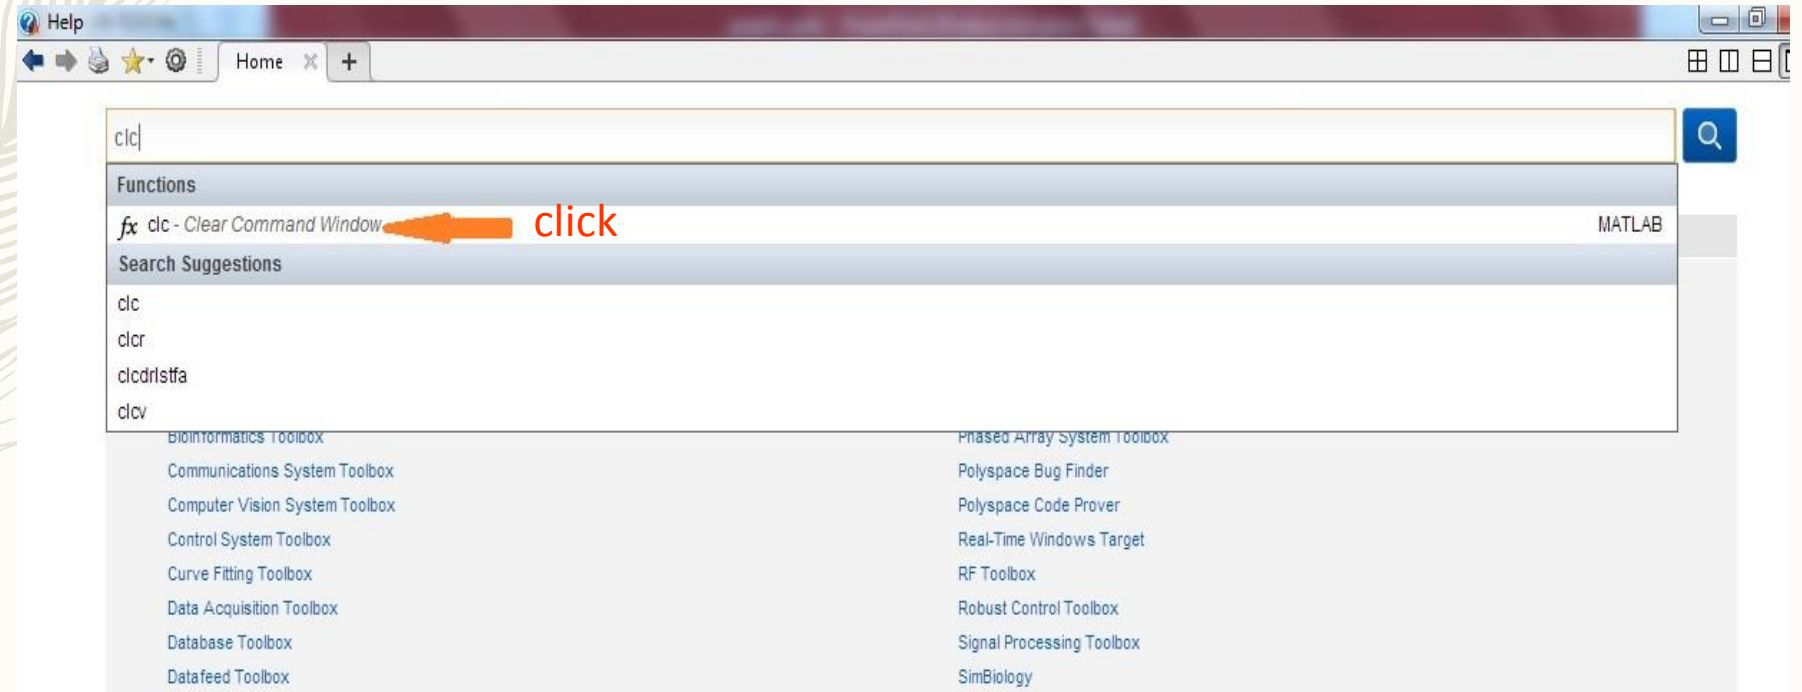 Help
Home
clc
Functions
fx clc - Clear Command Window click MATLAB
Search Suggestions
clc
clcr
clcdrlstfa
clcv
Bioinformatics Toolbox Phased Array System Toolbox
Communications System Toolbox Polyspace Bug Finder
Computer Vision System Toolbox Polyspace Code Prover
Control System Toolbox Real-Time Windows Target
Curve Fitting Toolbox RF Toolbox
Data Acquisition Toolbox Robust Control Toolbox
Database Toolbox Signal Processing Toolbox
Datafeed Toolbox SimBiology